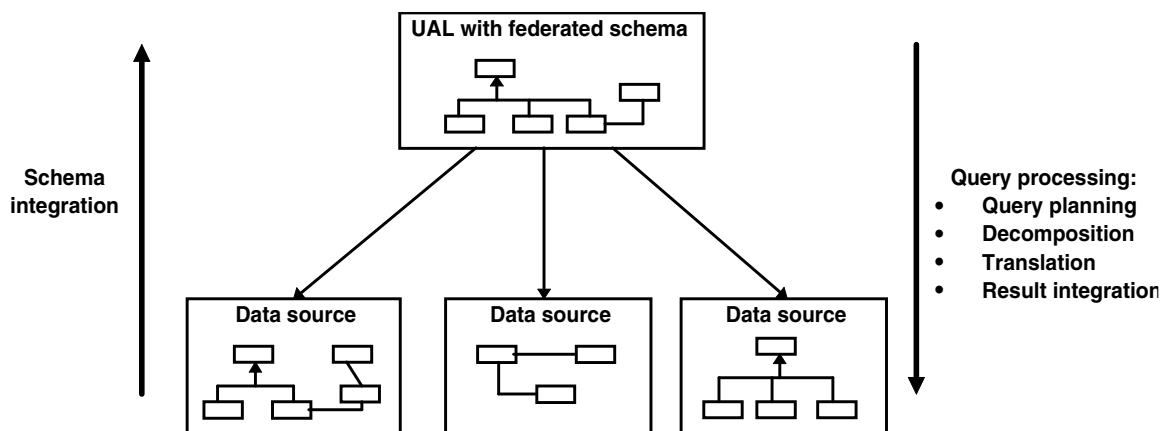 UAL with federated schema
Schema
integration
Query processing:
• Query planning
• Decomposition
• Translation
• Result integration
Data source
Data source
Data source